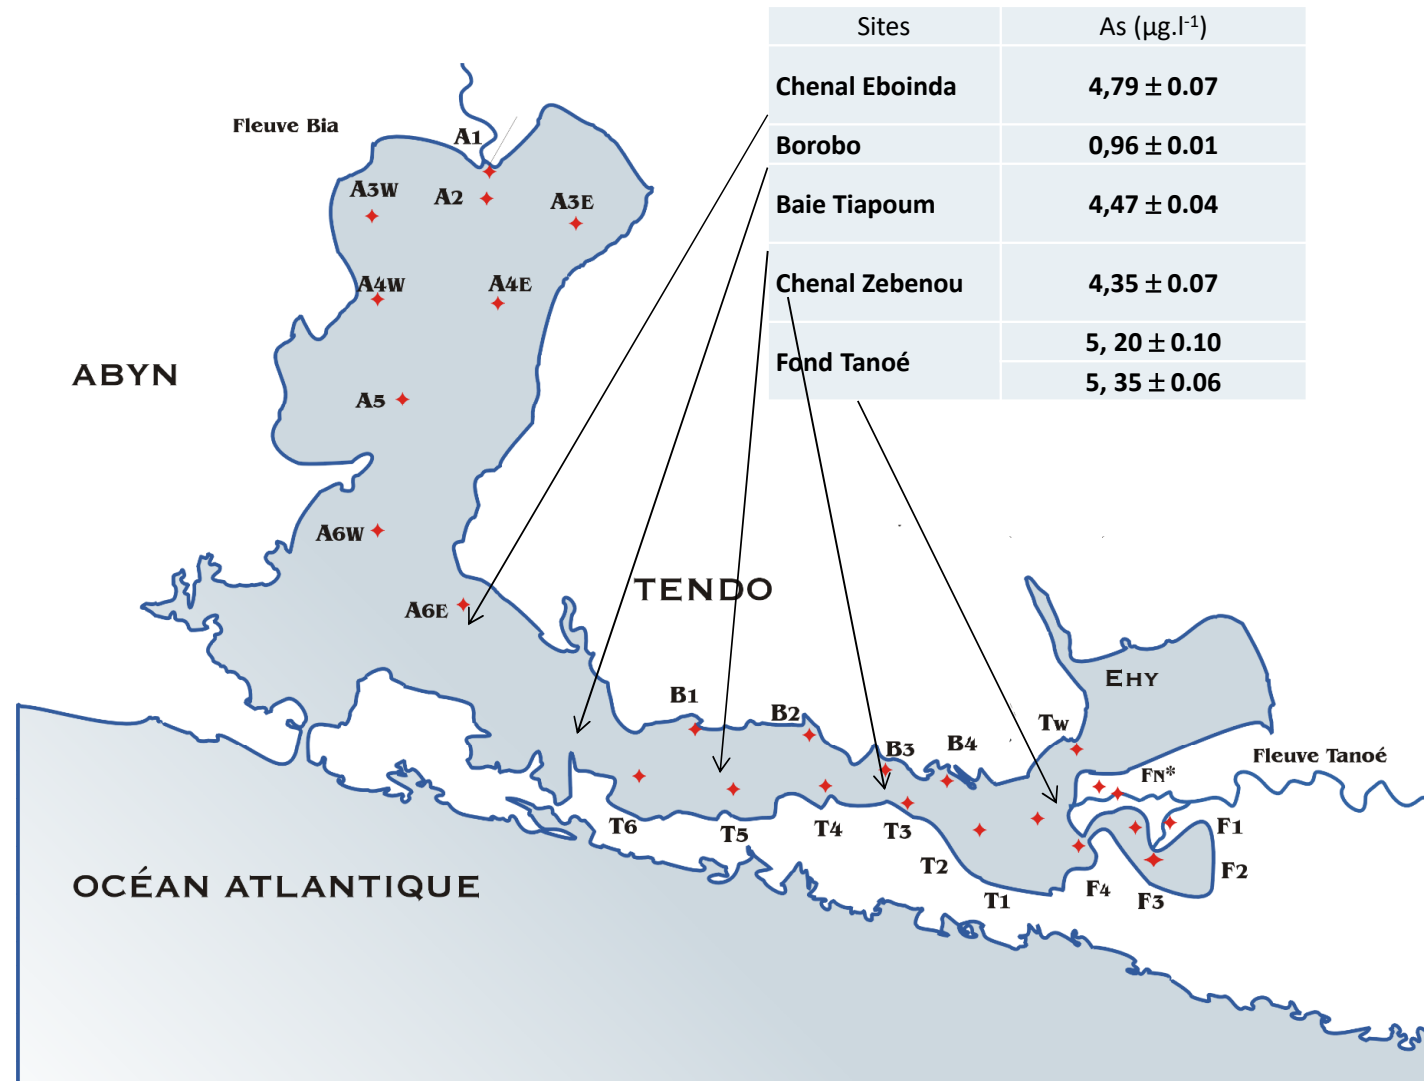 Sites As (µg.l-1)
Chenal Eboinda 4,79 ± 0.07
Borobo 0,96 ± 0.01
Baie Tiapoum 4,47 ± 0.04
Chenal Zebenou 4,35 ± 0.07
Fond Tanoé 5, 20 ± 0.10
5, 35 ± 0.06
Fleuve Bia
A1
A3W
A2
A3E
A4W
A4E
ABYN
A5
A6W
A6E
TENDO
EHY
B1
B2
TW
B3
B4
Fleuve Tanoé
FN*
T6
T5
T4
T3
F1
T2
F4
F2
T1
F3
OCÉAN ATLANTIQUE